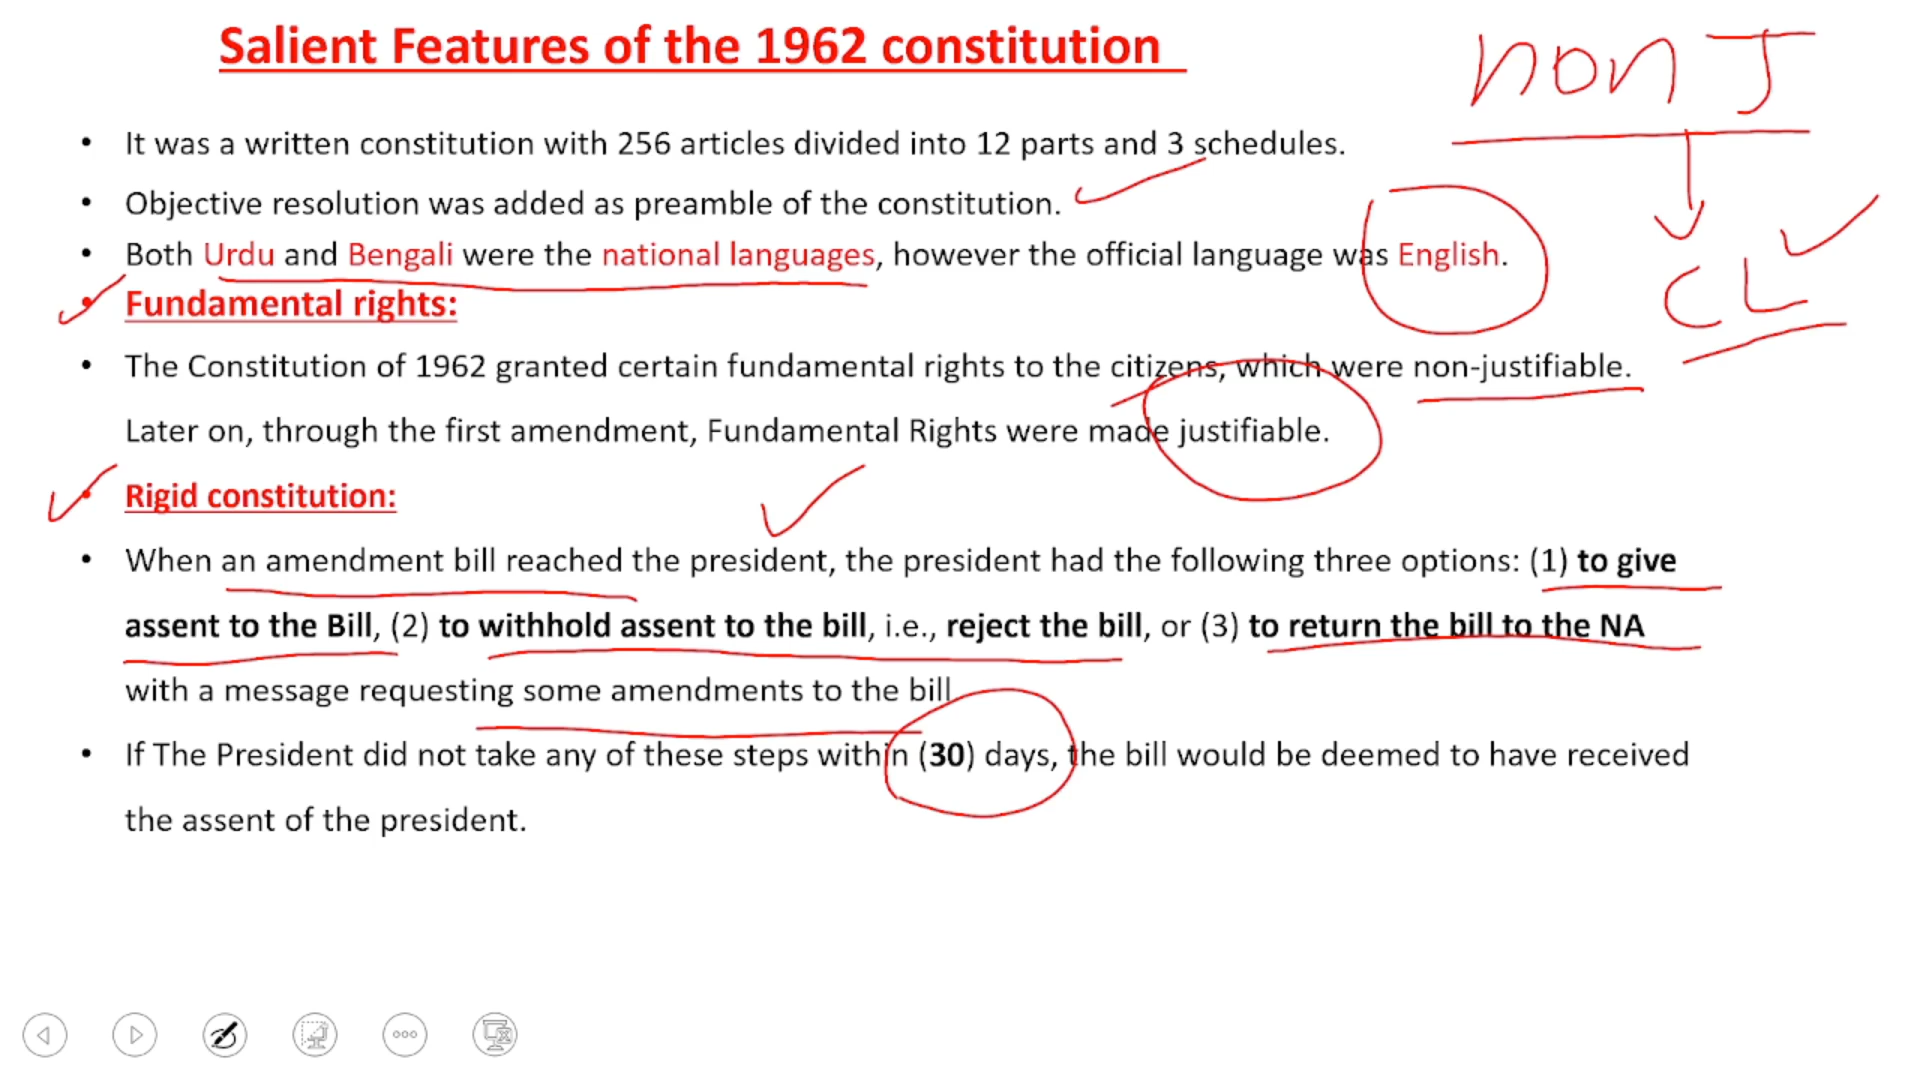 Salient Features of the 1962 constitution
non J
• It was a written constitution with 256 articles divided into 12 parts and 3 schedules.
• Objective resolution was added as preamble of the constitution.
• Both Urdu and Bengali were the national languages, however the official language was English.
CL
• Fundamental rights:
• The Constitution of 1962 granted certain fundamental rights to the citizens, which were non-justifiable.
Later on, through the first amendment, Fundamental Rights were made justifiable.
• Rigid constitution:
• When an amendment bill reached the president, the president had the following three options: (1) to give
assent to the Bill, (2) to withhold assent to the bill, i.e., reject the bill, or (3) to return the bill to the NA
with a message requesting some amendments to the bill
• If The President did not take any of these steps within (30) days, the bill would be deemed to have received
the assent of the president.